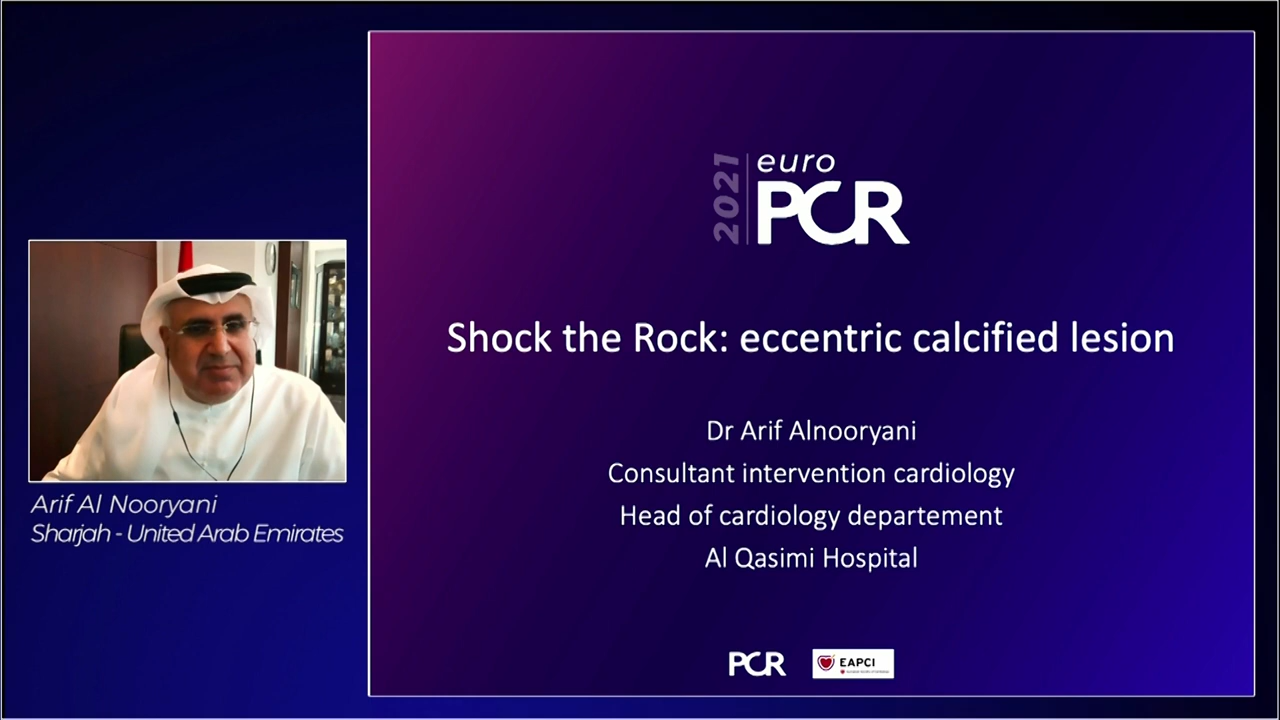 2021
euro
PCR
Shock the Rock: eccentric calcified lesion
Dr Arif Alnooryani
Consultant intervention cardiology
Head of cardiology departement
Al Qasimi Hospital
Arif Al Nooryani
Sharjah - United Arab Emirates
PCR
EAPCI